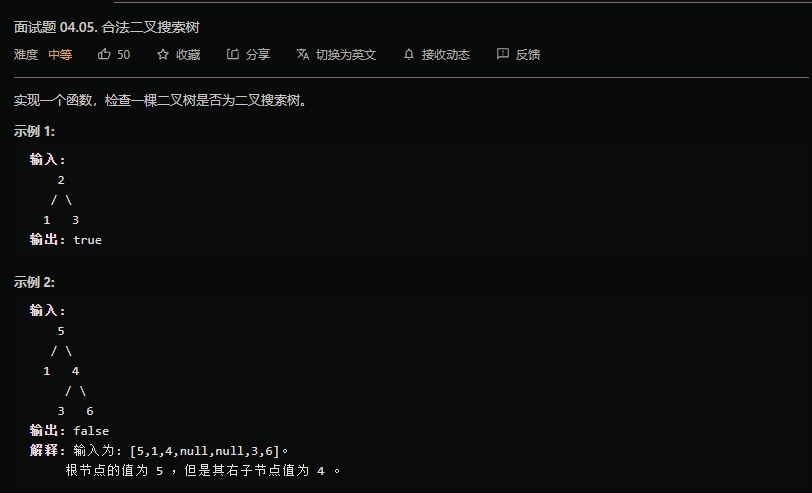 面试题 04.05. 合法二叉搜索树
难度 中等 50 收藏 分享 切换为英文 接收动态 反馈
实现一个函数，检查一棵二叉树是否为二叉搜索树。
示例 1:
输入:
2
/ \
1 3
输出: true
示例 2:
输入:
5
/ \
1 4
/ \
3 6
输出: false
解释: 输入为: [5,1,4,null,null,3,6]。
根节点的值为 5 ，但是其右子节点值为 4 。